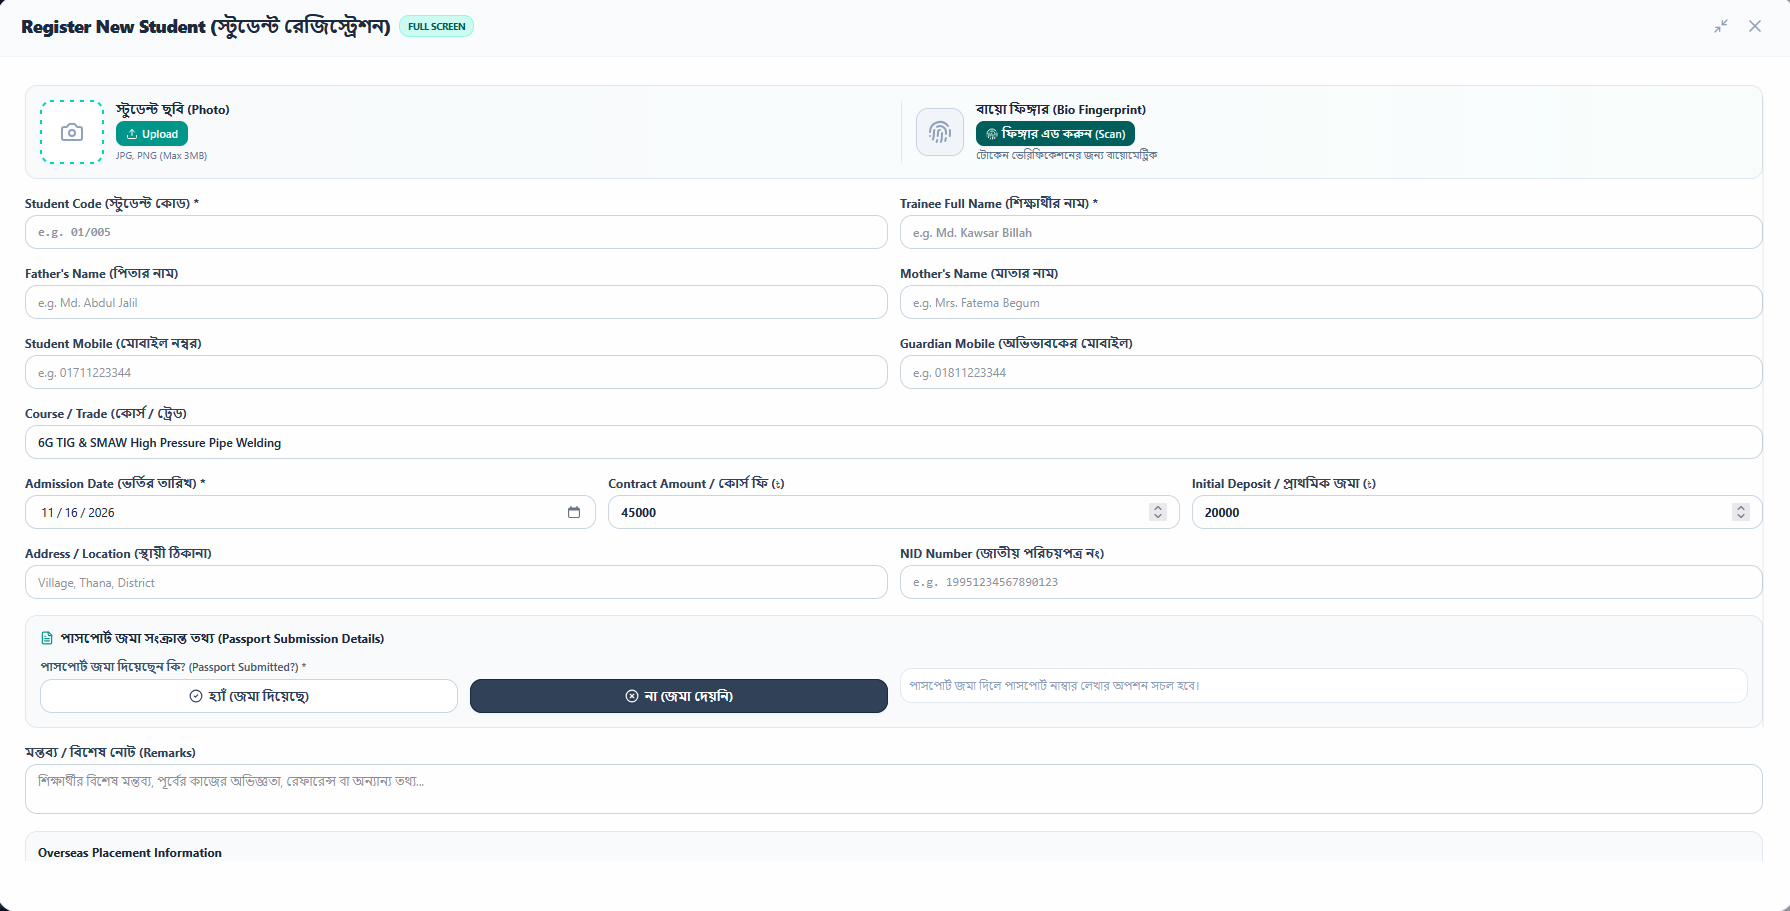 Register New Student (স্টুডেন্ট রেজিস্ট্রেশন) FULL SCREEN
স্টুডেন্ট ছবি (Photo)
Upload
JPG, PNG (Max 3MB)
বায়ো ফিঙ্গার (Bio Fingerprint)
ফিঙ্গার এড করুন (Scan)
টোকেন ভেরিফিকেশনের জন্য বায়োমেট্রিক
Student Code (স্টুডেন্ট কোড) *
e.g. 01/005
Trainee Full Name (শিক্ষার্থীর নাম) *
e.g. Md. Kawsar Billah
Father's Name (পিতার নাম)
e.g. Md. Abdul Jalil
Mother's Name (মাতার নাম)
e.g. Mrs. Fatema Begum
Student Mobile (মোবাইল নম্বর)
e.g. 01711223344
Guardian Mobile (অভিভাবকের মোবাইল)
e.g. 01811223344
Course / Trade (কোর্স / ট্রেড)
6G TIG & SMAW High Pressure Pipe Welding
Admission Date (ভর্তির তারিখ) *
11 / 16 / 2026
Contract Amount / কোর্স ফি (৳)
45000
Initial Deposit / প্রাথমিক জমা (৳)
20000
Address / Location (স্থায়ী ঠিকানা)
Village, Thana, District
NID Number (জাতীয় পরিচয়পত্র নং)
e.g. 19951234567890123
পাসপোর্ট জমা সংক্রান্ত তথ্য (Passport Submission Details)
পাসপোর্ট জমা দিয়েছেন কি? (Passport Submitted?) *
হ্যাঁ (জমা দিয়েছে)
না (জমা দেয়নি)
পাসপোর্ট জমা দিলে পাসপোর্ট নাম্বার লেখার অপশন সচল হবে।
মন্তব্য / বিশেষ নোট (Remarks)
শিক্ষার্থীর বিশেষ মন্তব্য, পূর্বের কাজের অভিজ্ঞতা, রেফারেন্স বা অন্যান্য তথ্য...
Overseas Placement Information